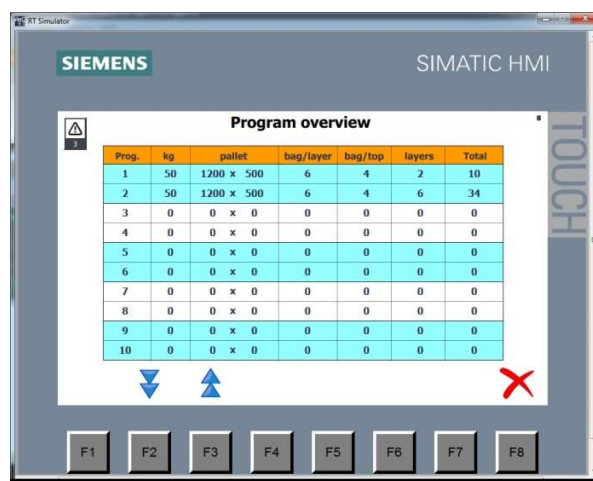 RT Simulator
SIEMENS
SIMATIC HMI
TOUCH
3
Program overview
8
Prog. kg pallet bag/layer bag/top layers Total
1 50 1200 x 500 6 4 2 10
2 50 1200 x 500 6 4 6 34
3 0 0 x 0 0 0 0 0
4 0 0 x 0 0 0 0 0
5 0 0 x 0 0 0 0 0
6 0 0 x 0 0 0 0 0
7 0 0 x 0 0 0 0 0
8 0 0 x 0 0 0 0 0
9 0 0 x 0 0 0 0 0
10 0 0 x 0 0 0 0 0
F1 F2 F3 F4 F5 F6 F7 F8